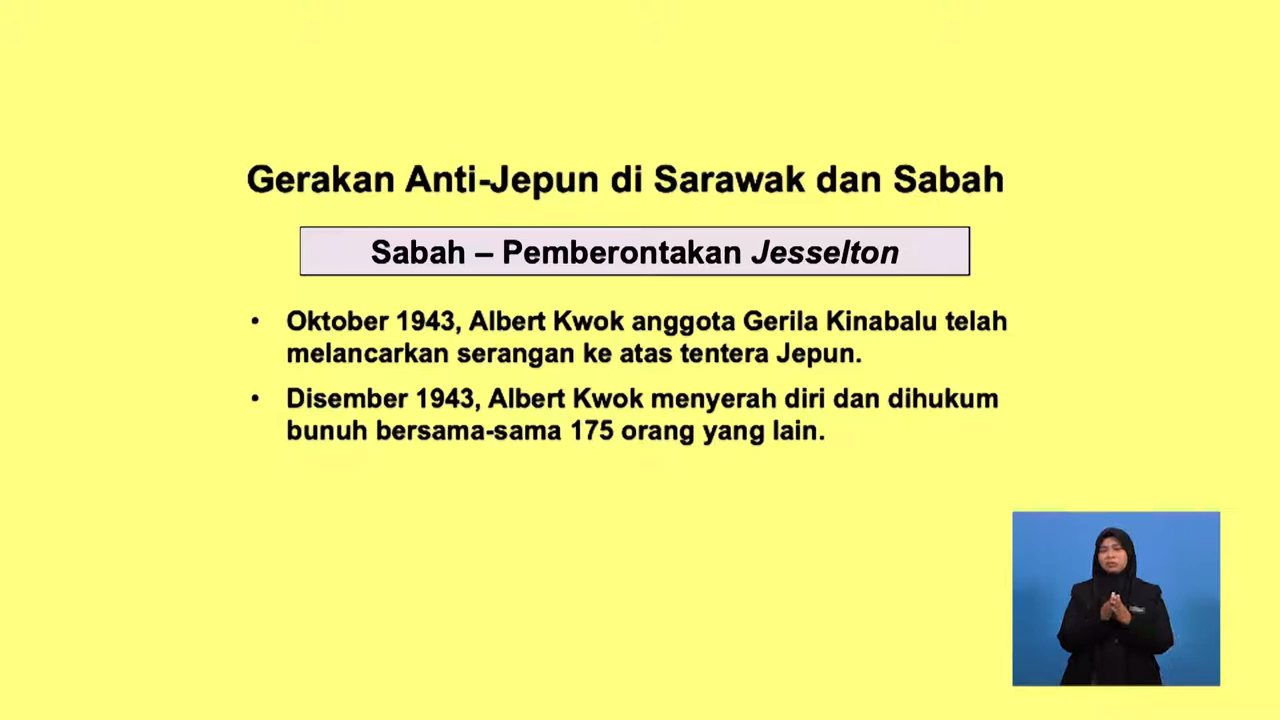 Gerakan Anti-Jepun di Sarawak dan Sabah
Sabah – Pemberontakan Jesselton
• Oktober 1943, Albert Kwok anggota Gerila Kinabalu telah
melancarkan serangan ke atas tentera Jepun.
• Disember 1943, Albert Kwok menyerah diri dan dihukum
bunuh bersama-sama 175 orang yang lain.